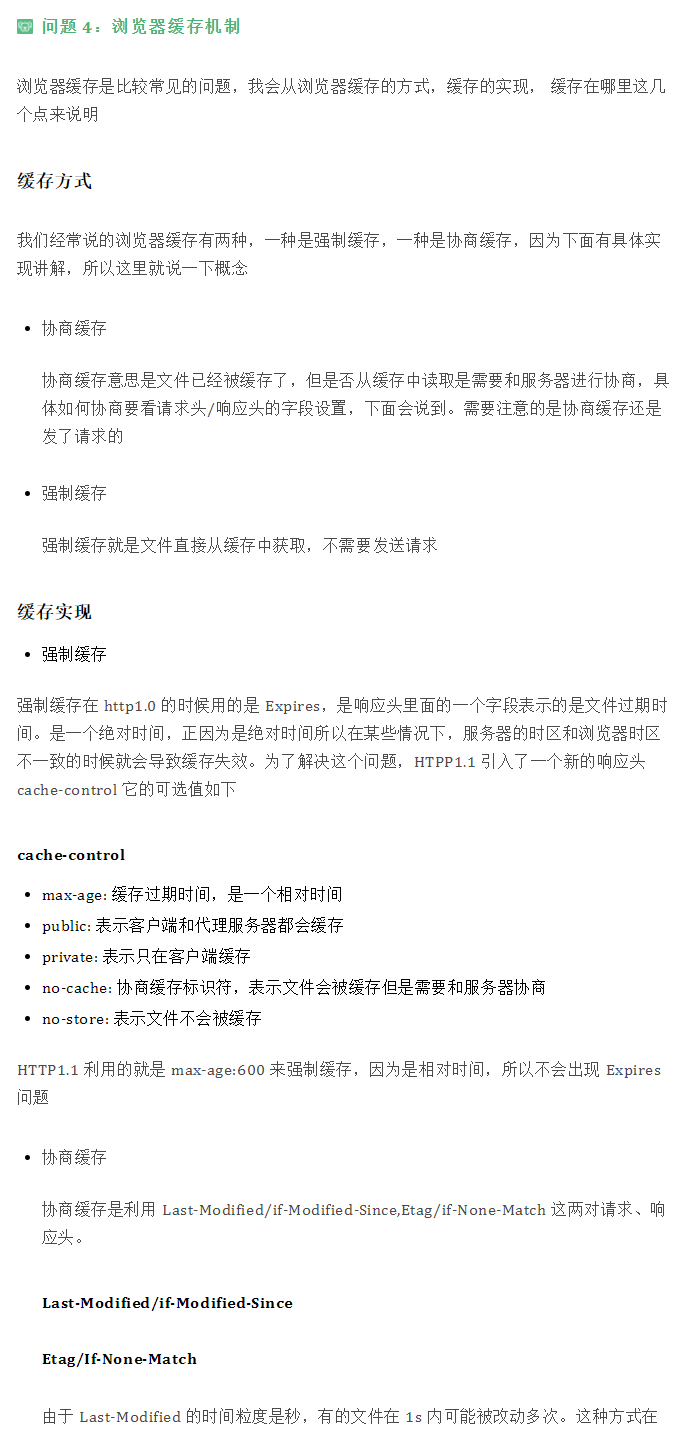 问题 4：浏览器缓存机制
浏览器缓存是比较常见的问题，我会从浏览器缓存的方式，缓存的实现， 缓存在哪里这几
个点来说明
缓存方式
我们经常说的浏览器缓存有两种，一种是强制缓存，一种是协商缓存，因为下面有具体实
现讲解，所以这里就说一下概念
协商缓存
协商缓存意思是文件已经被缓存了，但是否从缓存中读取是需要和服务器进行协商，具
体如何协商要看请求头/响应头的字段设置，下面会说到。需要注意的是协商缓存还是
发了请求的
强制缓存
强制缓存就是文件直接从缓存中获取，不需要发送请求
缓存实现
强制缓存
强制缓存在 http1.0 的时候用的是 Expires，是响应头里面的一个字段表示的是文件过期时
间。是一个绝对时间，正因为是绝对时间所以在某些情况下，服务器的时区和浏览器时区
不一致的时候就会导致缓存失效。为了解决这个问题，HTPP1.1 引入了一个新的响应头
cache-control 它的可选值如下
cache-control
max-age: 缓存过期时间，是一个相对时间
public: 表示客户端和代理服务器都会缓存
private: 表示只在客户端缓存
no-cache: 协商缓存标识符，表示文件会被缓存但是需要和服务器协商
no-store: 表示文件不会被缓存
HTTP1.1 利用的就是 max-age:600 来强制缓存，因为是相对时间，所以不会出现 Expires
问题
协商缓存
协商缓存是利用 Last-Modified/if-Modified-Since,Etag/if-None-Match 这两对请求、响
应头。
Last-Modified/if-Modified-Since
Etag/If-None-Match
由于 Last-Modified 的时间粒度是秒，有的文件在 1s 内可能被改动多次。这种方式在